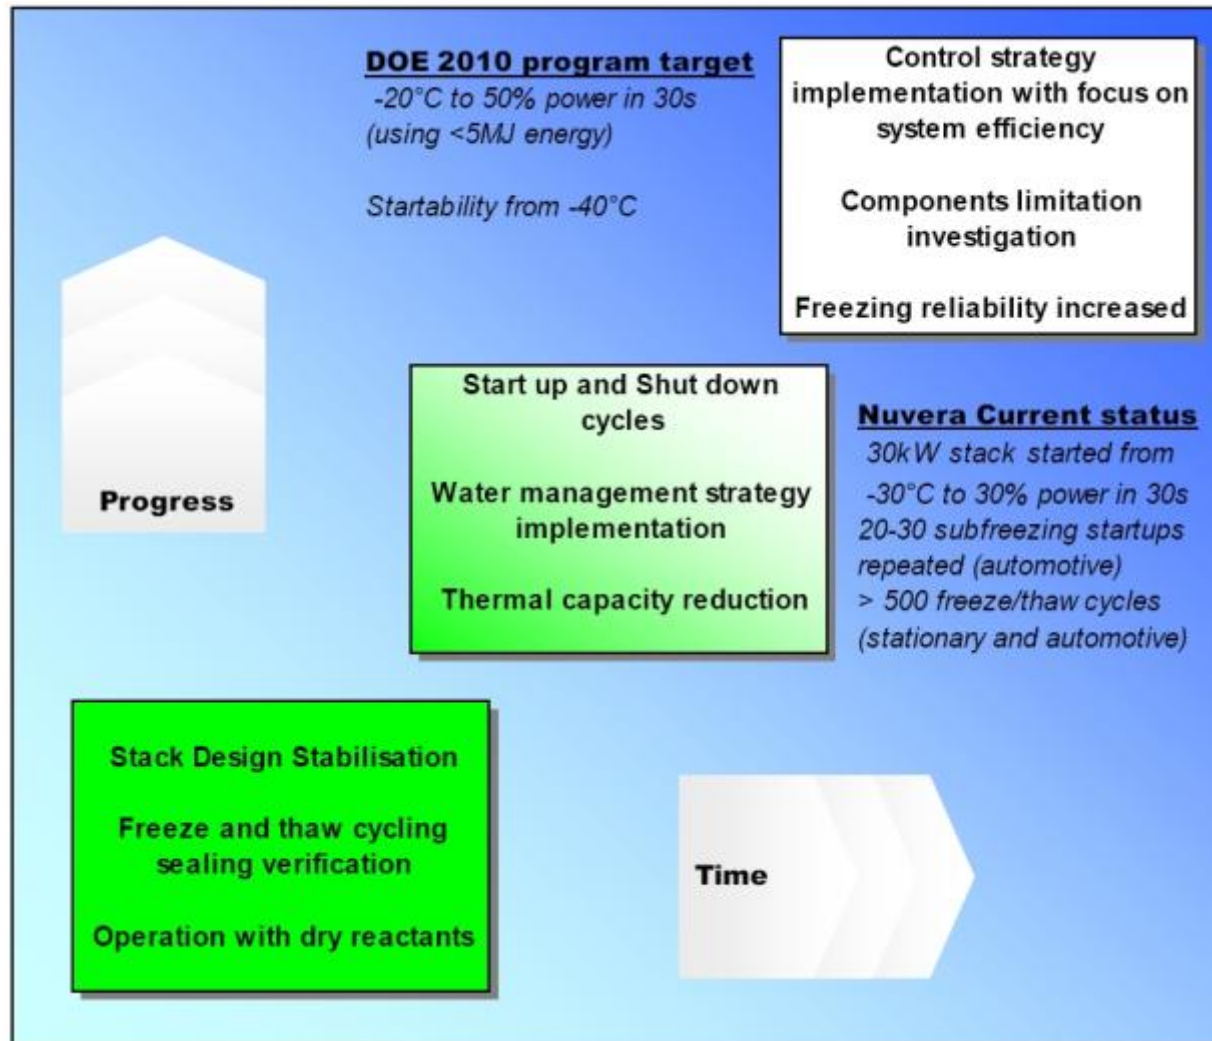 DOE 2010 program target
-20°C to 50% power in 30s
(using <5MJ energy)
Startability from -40°C
Control strategy
implementation with focus on
system efficiency
Components limitation
investigation
Freezing reliability increased
Progress
Start up and Shut down
cycles
Water management strategy
implementation
Thermal capacity reduction
Nuvera Current status
30kW stack started from
-30°C to 30% power in 30s
20-30 subfreezing startups
repeated (automotive)
> 500 freeze/thaw cycles
(stationary and automotive)
Stack Design Stabilisation
Freeze and thaw cycling
sealing verification
Operation with dry reactants
Time